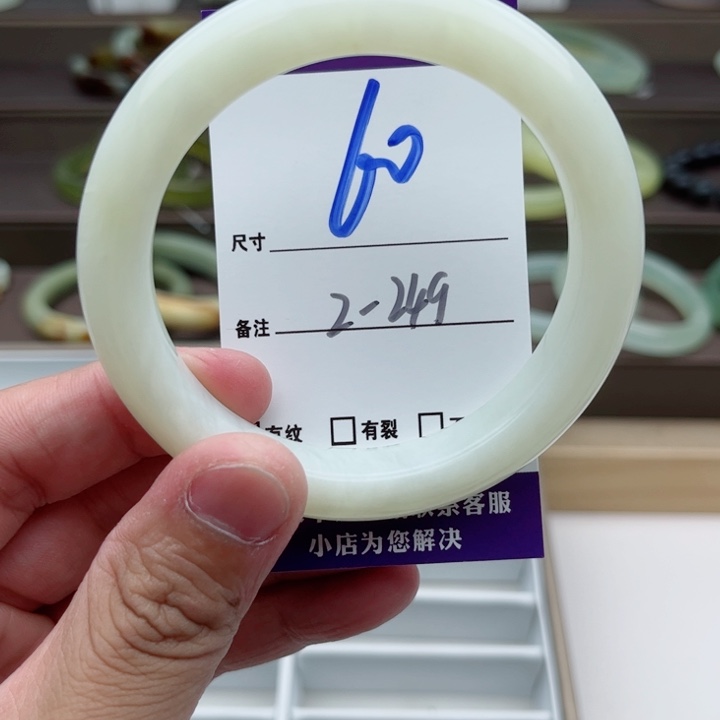 60
尺寸
2-249
备注
有纹 有裂
联系客服
小店为您解决